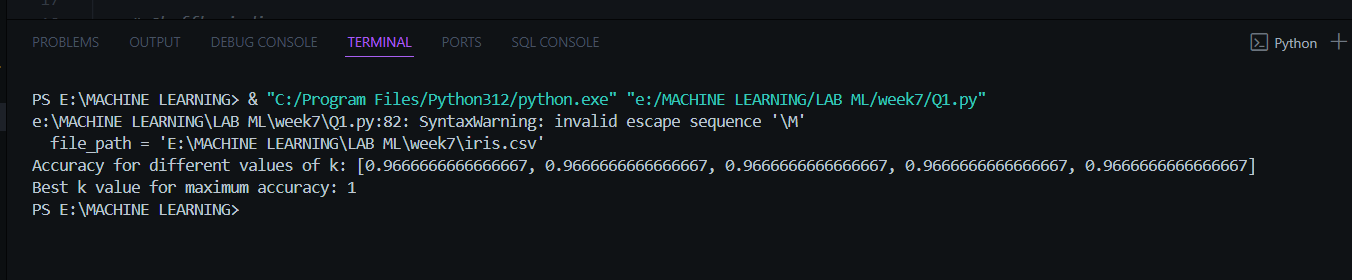 17
PROBLEMS OUTPUT DEBUG CONSOLE TERMINAL PORTS SQL CONSOLE Python
PS E:\MACHINE LEARNING> & "C:/Program Files/Python312/python.exe" "e:/MACHINE LEARNING/LAB ML/week7/Q1.py"
e:\MACHINE LEARNING\LAB ML\week7\Q1.py:82: SyntaxWarning: invalid escape sequence '\M'
  file_path = 'E:\MACHINE LEARNING\LAB ML\week7\iris.csv'
Accuracy for different values of k: [0.9666666666666667, 0.9666666666666667, 0.9666666666666667, 0.9666666666666667, 0.9666666666666667]
Best k value for maximum accuracy: 1
PS E:\MACHINE LEARNING>